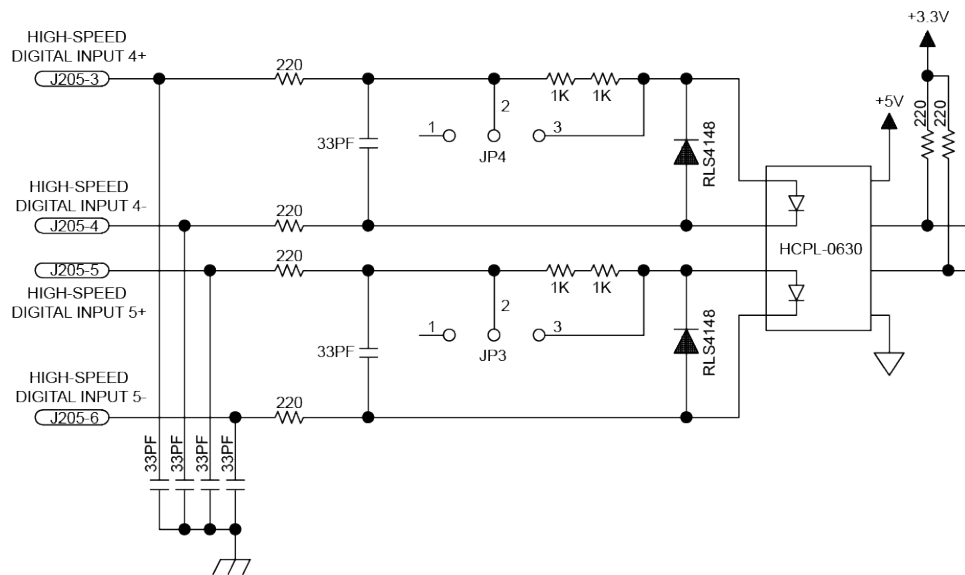 HIGH-SPEED
DIGITAL INPUT 4+
J205-3
220
2
1K 1K
1
3
JP4
33PF
RLS4148
+3.3V
+5V
220
220
HIGH-SPEED
DIGITAL INPUT 4-
J205-4
220
HCPL-0630
J205-5
220
HIGH-SPEED
DIGITAL INPUT 5+
2
1K 1K
1
3
JP3
33PF
RLS4148
HIGH-SPEED
DIGITAL INPUT 5-
J205-6
220
33PF
33PF
33PF
33PF